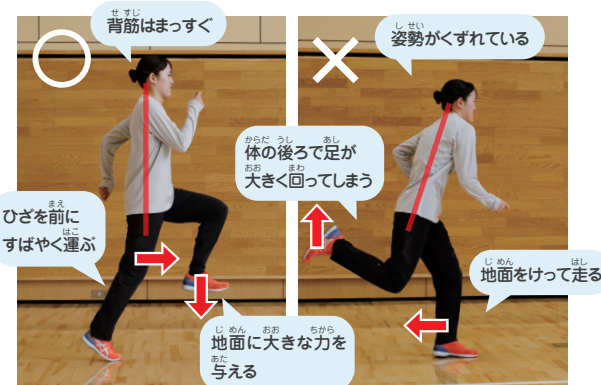 背筋はまっすぐ
ひざを前に
すばやく運ぶ
地面に大きな力を
与える
姿勢がくずれている
体の後ろで足が
大きく回ってしまう
地面をけって走る